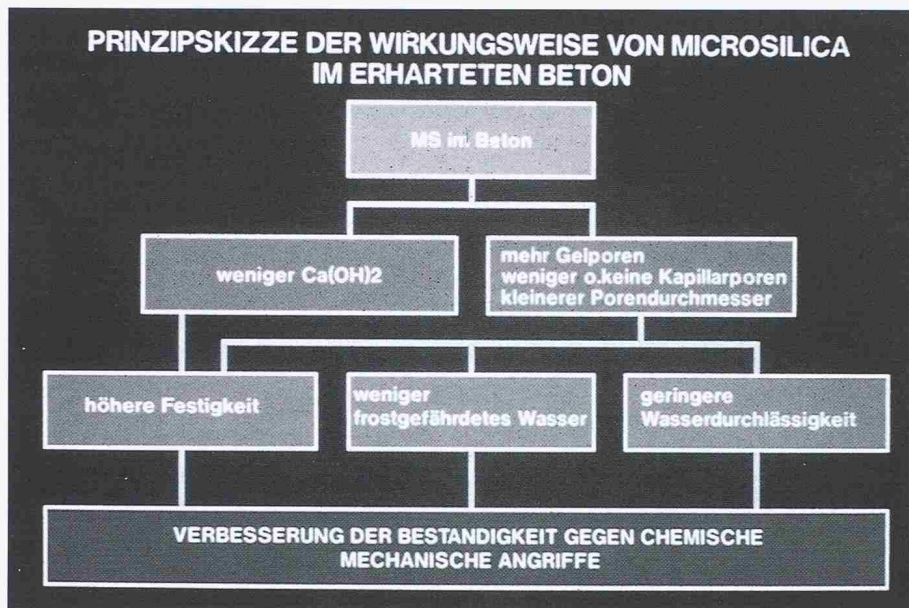 PRINZIPSKIZZE DER WIRKUNGSWEISE VON MICROSILICA
IM ERHARTETEN BETON
MS im Beton
weniger Ca(OH)2
mehr Gelporen
weniger o.keine Kapillarporen
kleinerer Porendurchmesser
höhere Festigkeit
weniger
frostgefährdetes Wasser
geringere
Wasserdurchlässigkeit
VERBESSERUNG DER BESTANDIGKEIT GEGEN CHEMISCHE
MECHANISCHE ANGRIFFE